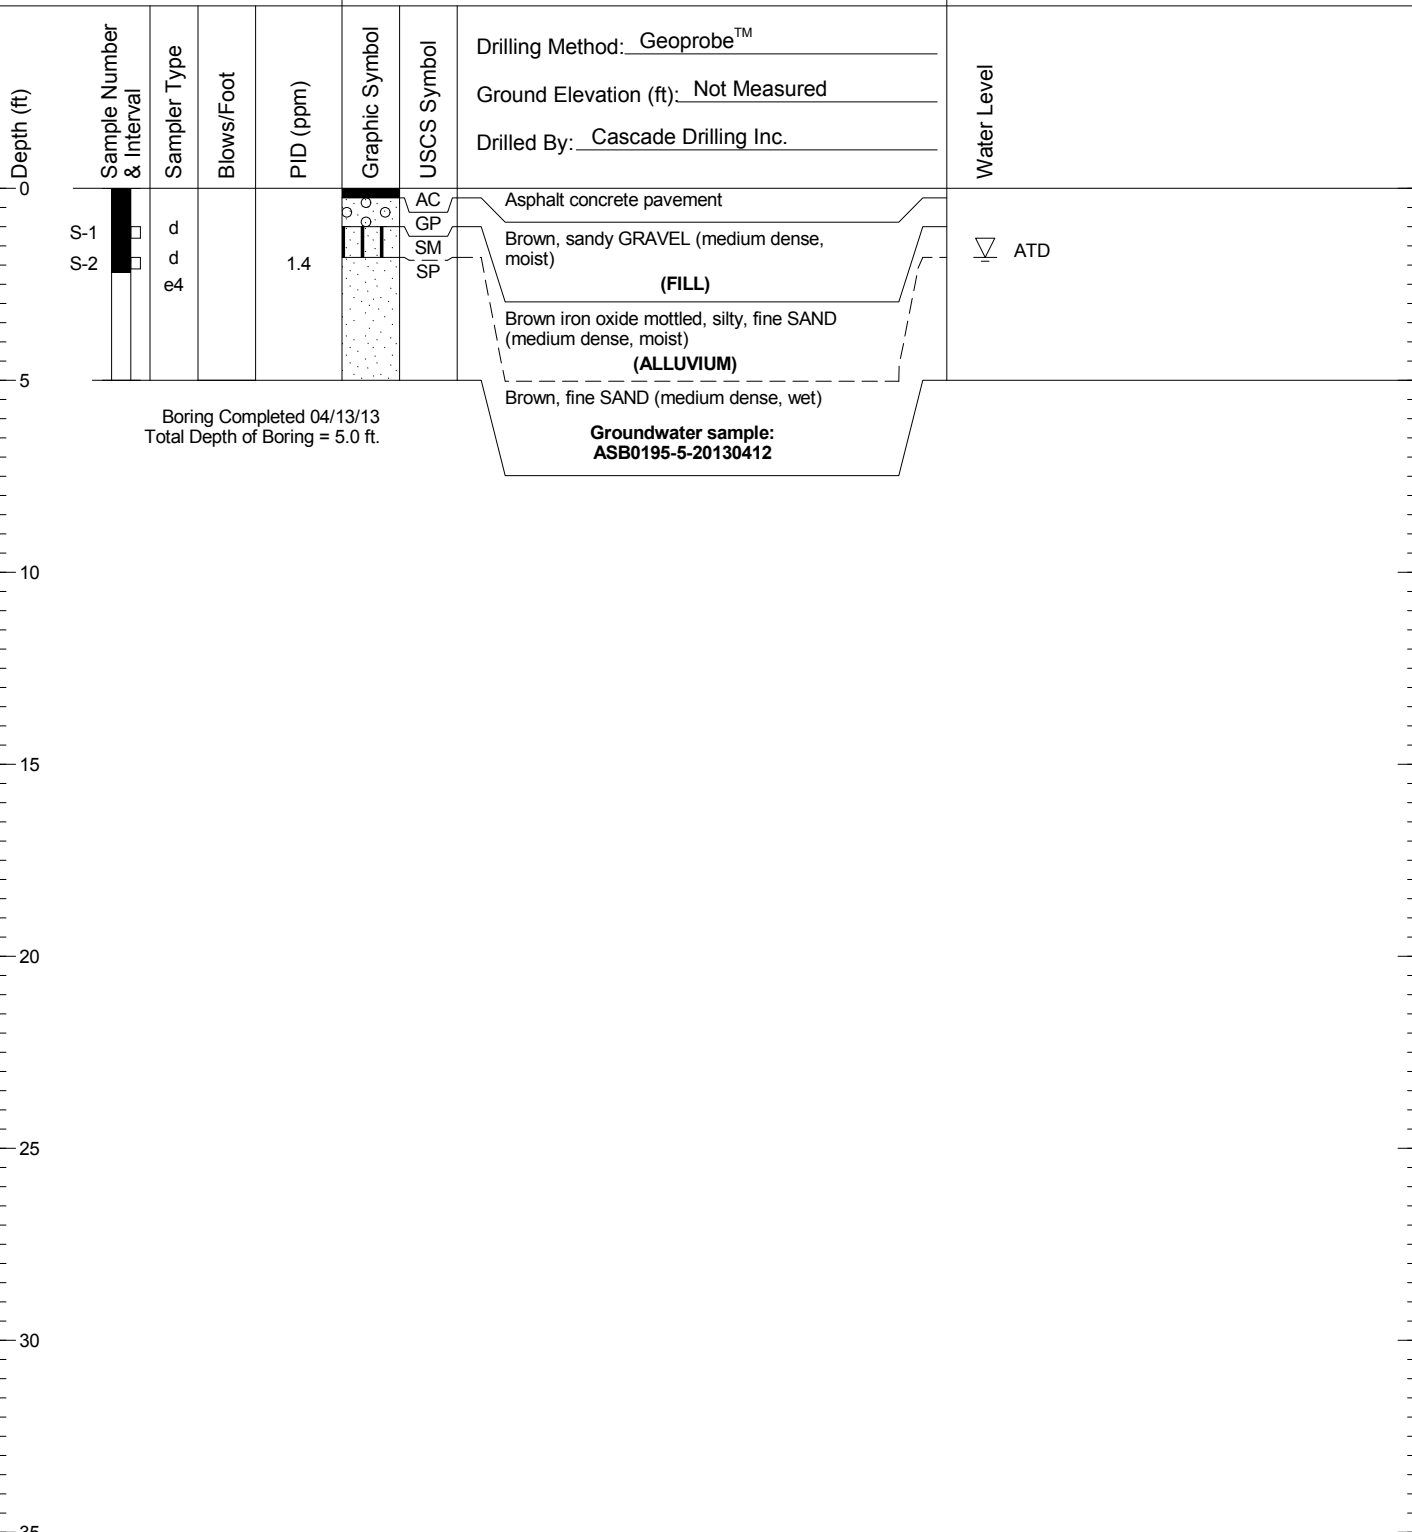 Depth (ft)
Sample Number
& Interval
Sampler Type
Blows/Foot
PID (ppm)
Graphic Symbol
USCS Symbol
Drilling Method: Geoprobe™
Ground Elevation (ft): Not Measured
Drilled By: Cascade Drilling Inc.
Water Level
0
AC
Asphalt concrete pavement
S-1
d
GP
Brown, sandy GRAVEL (medium dense,
moist)
SM
ATD
S-2
d
1.4
SP
e4
(FILL)
Brown iron oxide mottled, silty, fine SAND
(medium dense, moist)
(ALLUVIUM)
5
Brown, fine SAND (medium dense, wet)
Boring Completed 04/13/13
Total Depth of Boring = 5.0 ft.
Groundwater sample:
ASB0195-5-20130412
10
15
20
25
30
35